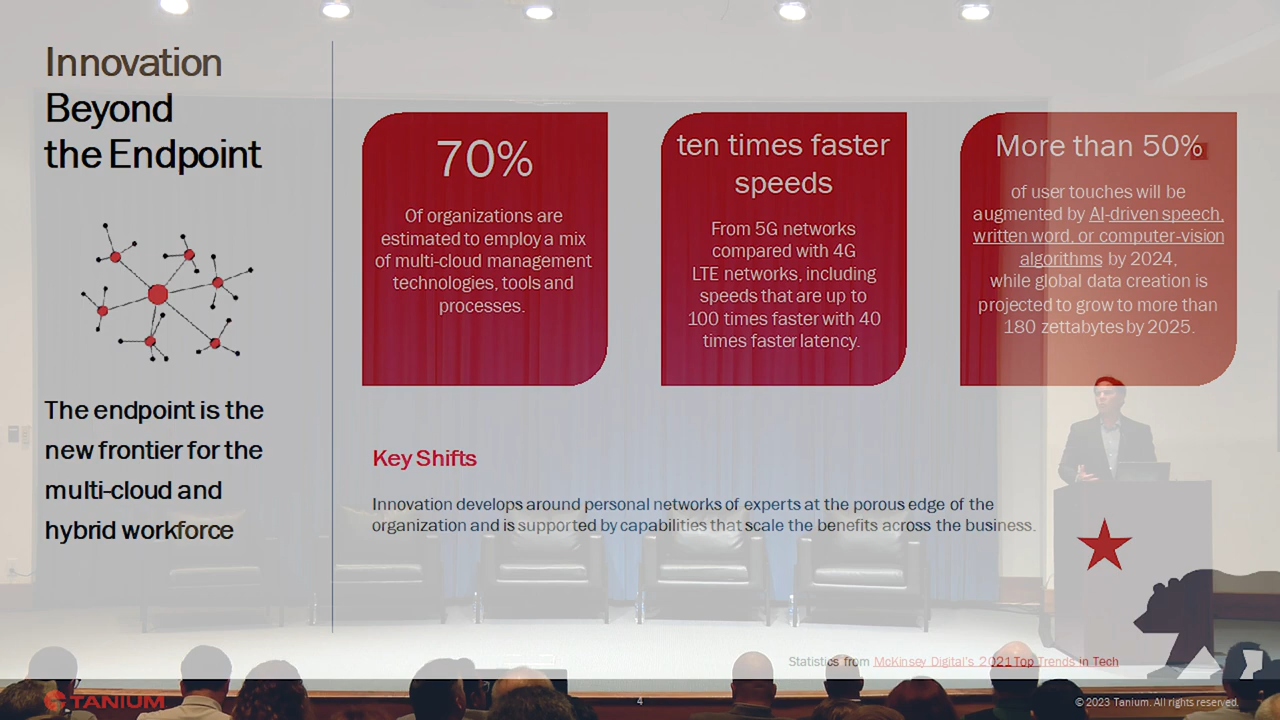 Innovation
Beyond
the Endpoint
The endpoint is the
new frontier for the
multi-cloud and
hybrid workforce
70%
Of organizations are
estimated to employ a mix
of multi-cloud management
technologies, tools and
processes.
ten times faster
speeds
From 5G networks
compared with 4G
LTE networks, including
speeds that are up to
100 times faster with 40
times faster latency.
More than 50%
of user touches will be
augmented by AI-driven speech,
written word, or computer-vision
algorithms by 2024,
while global data creation is
projected to grow to more than
180 zettabytes by 2025.
Key Shifts
Innovation develops around personal networks of experts at the porous edge of the
organization and is supported by capabilities that scale the benefits across the business.
Statistics from McKinsey Digital's 2021 Top Trends in Tech
TANIUM
4
© 2023 Tanium. All rights reserved.